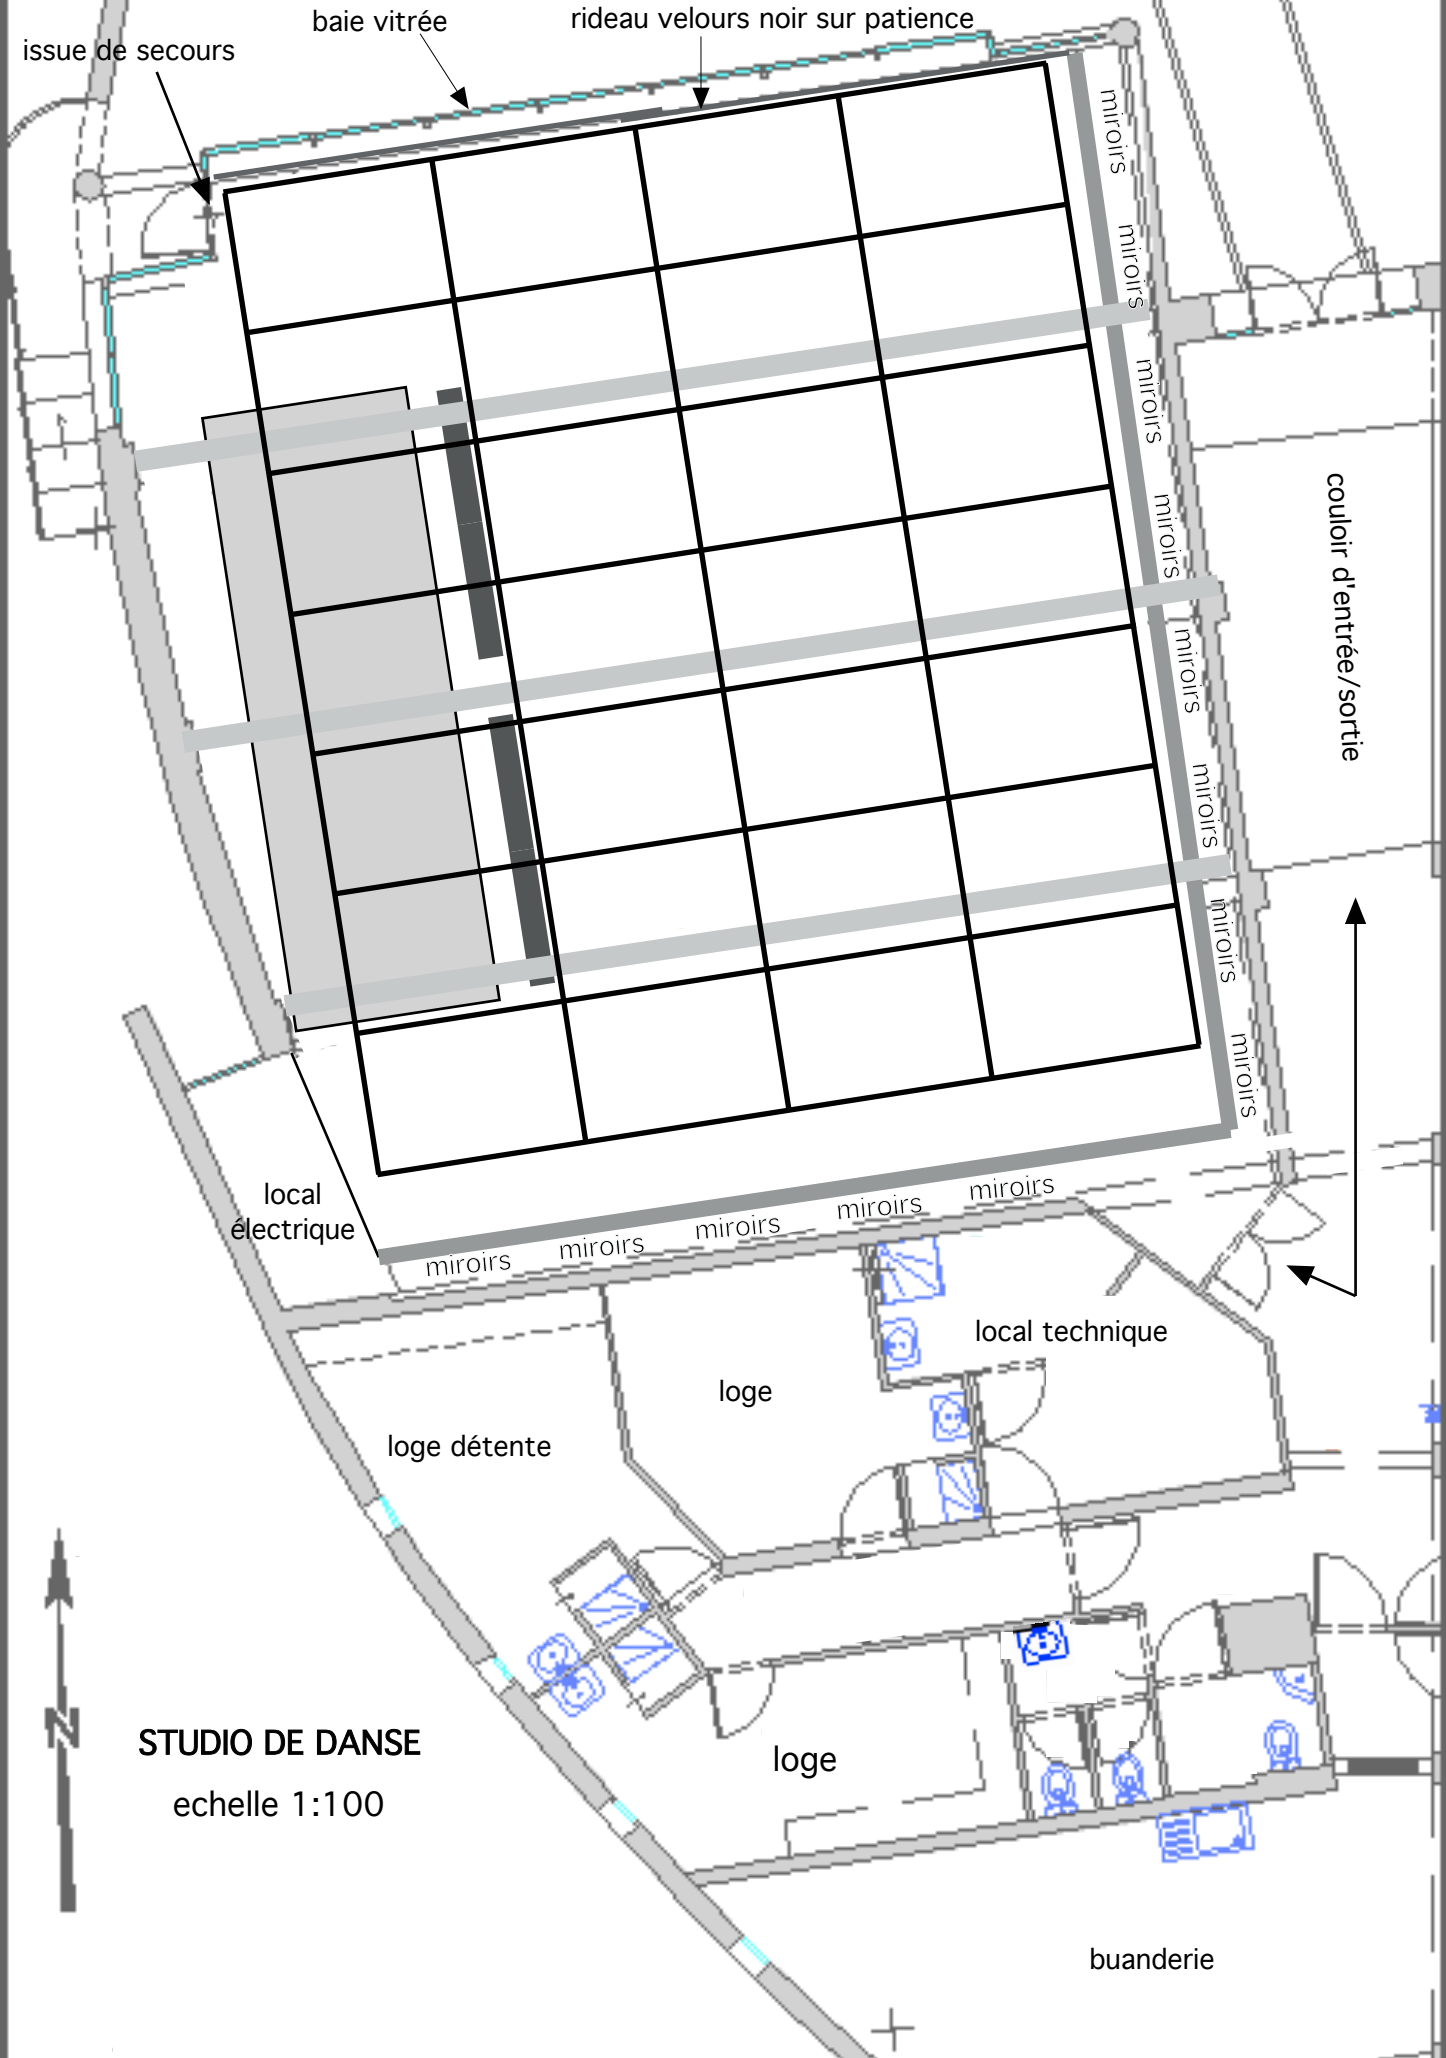 baie vitrée
rideau velours noir sur patience
issue de secours
miroirs
miroirs
miroirs
miroirs
miroirs
miroirs
miroirs
miroirs
couloir d'entrée/sortie
local
électrique
miroirs
miroirs
miroirs
miroirs
miroirs
local technique
loge
loge détente
N
STUDIO DE DANSE
echelle 1:100
loge
buanderie